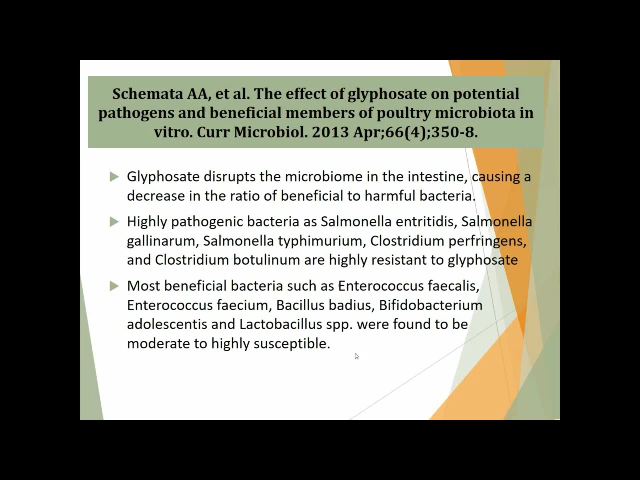 Schemata AA, et al. The effect of glyphosate on potential
pathogens and beneficial members of poultry microbiota in
vitro. Curr Microbiol. 2013 Apr;66(4);350-8.
Glyphosate disrupts the microbiome in the intestine, causing a
decrease in the ratio of beneficial to harmful bacteria.
Highly pathogenic bacteria as Salmonella entritidis, Salmonella
gallinarum, Salmonella typhimurium, Clostridium perfringens,
and Clostridium botulinum are highly resistant to glyphosate
Most beneficial bacteria such as Enterococcus faecalis,
Enterococcus faecium, Bacillus badius, Bifidobacterium
adolescentis and Lactobacillus spp. were found to be
moderate to highly susceptible.